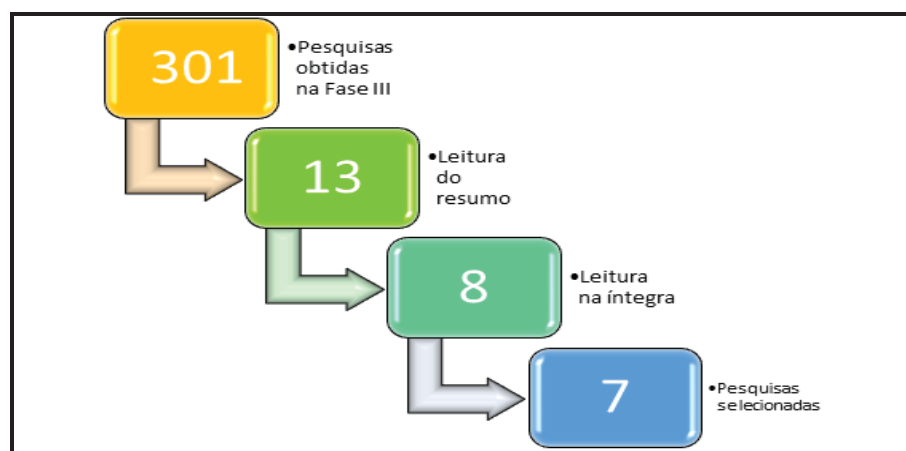 301
•Pesquisas
obtidas
na Fase III
13
•Leitura
do
resumo
8
•Leitura
na íntegra
7
•Pesquisas
selecionadas